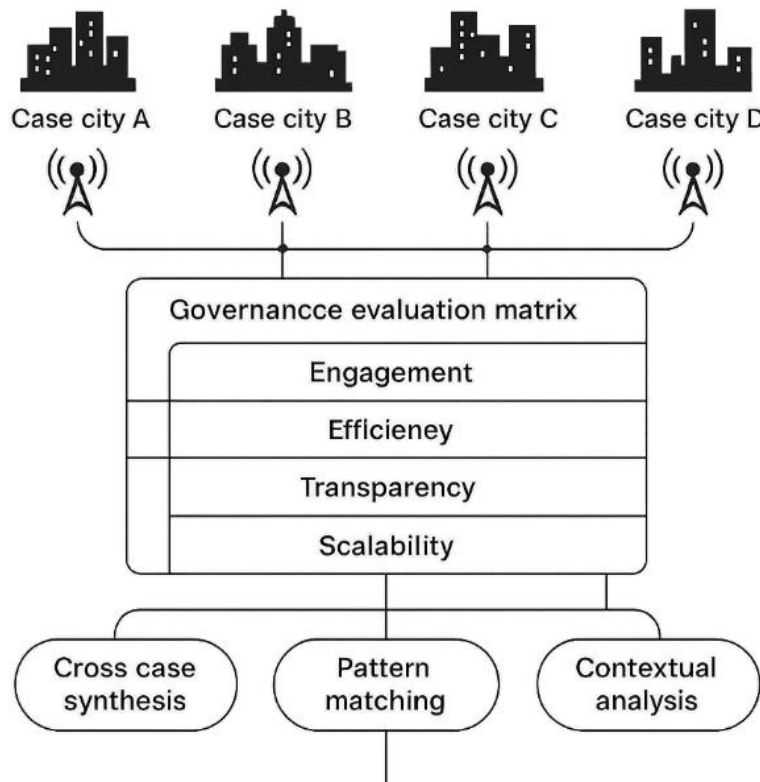 Case city A
Case city B
Case city C
Case city D
Governancce evaluation matrix
Engagement
Efficieney
Transparency
Scalability
Cross case
synthesis
Pattern
matching
Contextual
analysis